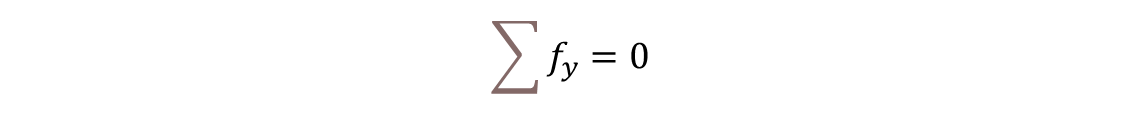 ∑ f_y = 0